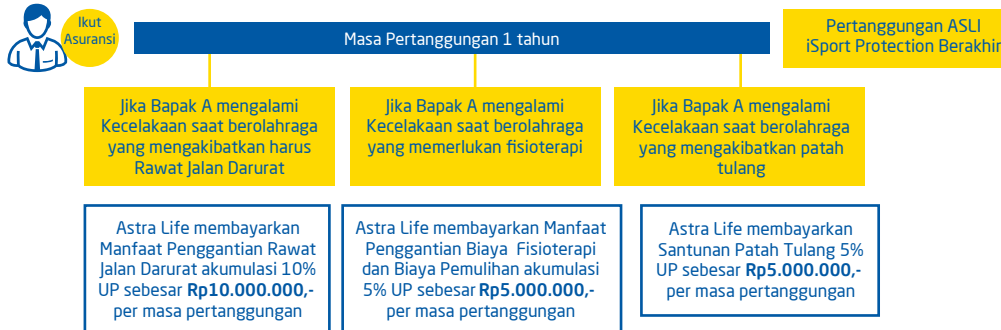 Ikut
Asuransi
Masa Pertanggungan 1 tahun
Pertanggungan ASLI
iSport Protection Berakhir
Jika Bapak A mengalami
Kecelakaan saat berolahraga
yang mengakibatkan harus
Rawat Jalan Darurat
Jika Bapak A mengalami
Kecelakaan saat berolahraga
yang memerlukan fisioterapi
Jika Bapak A mengalami
Kecelakaan saat berolahraga
yang mengakibatkan patah
tulang
Astra Life membayarkan
Manfaat Penggantian Rawat
Jalan Darurat akumulasi 10%
UP sebesar Rp10.000.000,-
per masa pertanggungan
Astra Life membayarkan Manfaat
Penggantian Biaya Fisioterapi
dan Biaya Pemulihan akumulasi
5% UP sebesar Rp5.000.000,-
per masa pertanggungan
Astra Life membayarkan
Santunan Patah Tulang 5%
UP sebesar Rp5.000.000,-
per masa pertanggungan